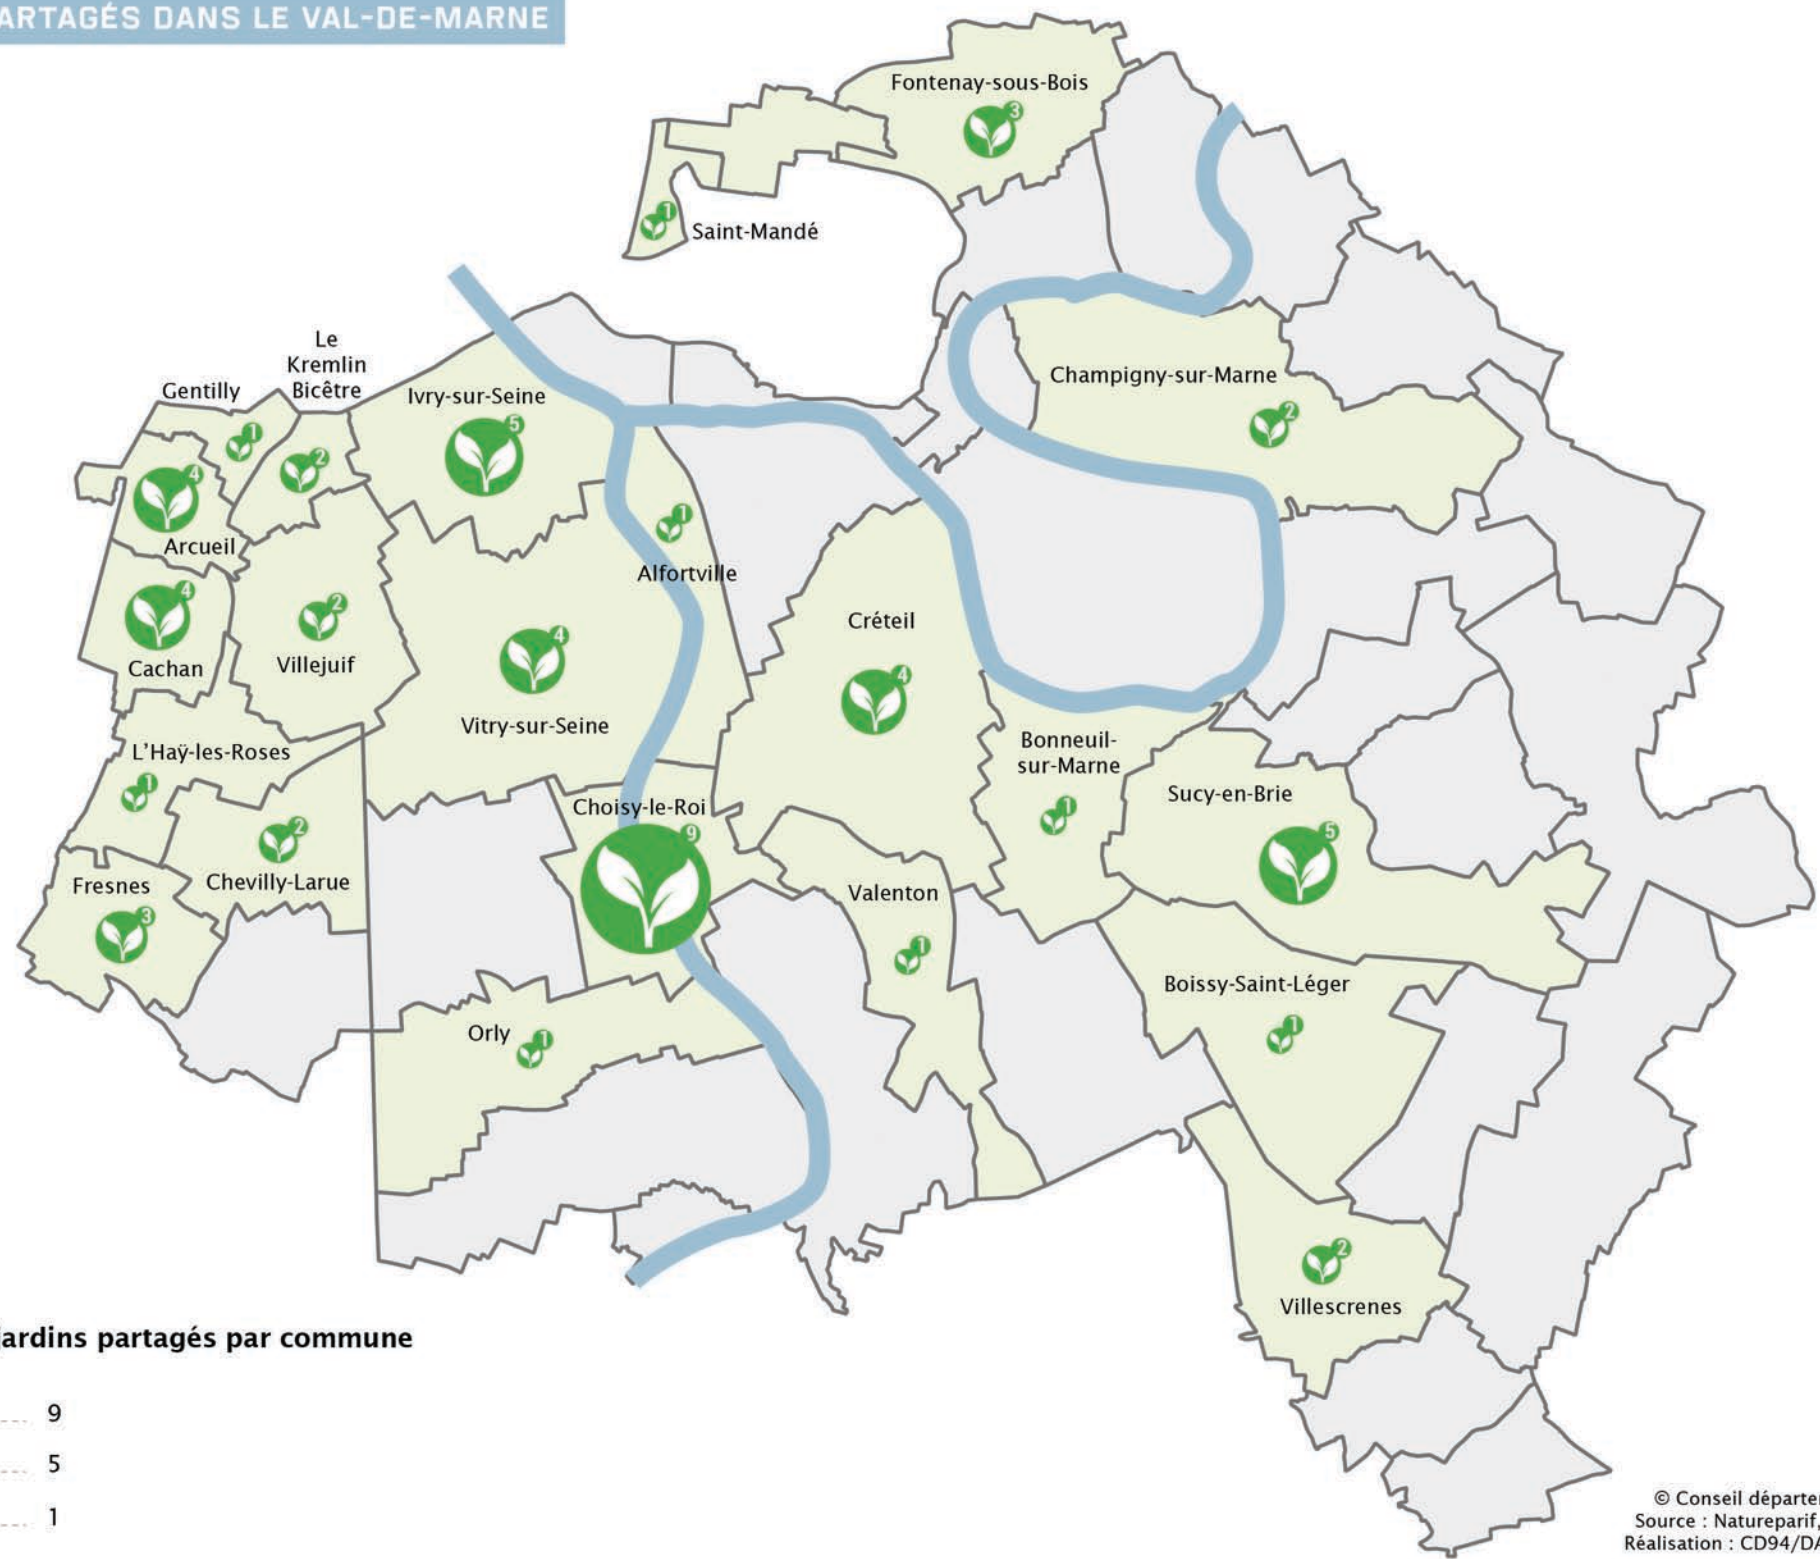 ARTAGÉS DANS LE VAL-DE-MARNE
Fontenay-sous-Bois
3
1
Saint-Mandé
Le
Kremlin
Bicêtre
Gentilly
Ivry-sur-Seine
Champigny-sur-Marne
2
5
1
2
4
Arcueil
1
Alfortville
4
Cachan
2
Villejuif
4
Vitry-sur-Seine
Créteil
4
L'Haÿ-les-Roses
1
Bonneuil-
sur-Marne
1
Sucy-en-Brie
5
Choisy-le-Roi
9
2
Chevilly-Larue
Fresnes
3
Valenton
1
Boissy-Saint-Léger
1
Orly
1
2
Villescrenes
jardins partagés par commune
9
5
1
© Conseil départe
Source : Natureparif,
Réalisation : CD94/DA